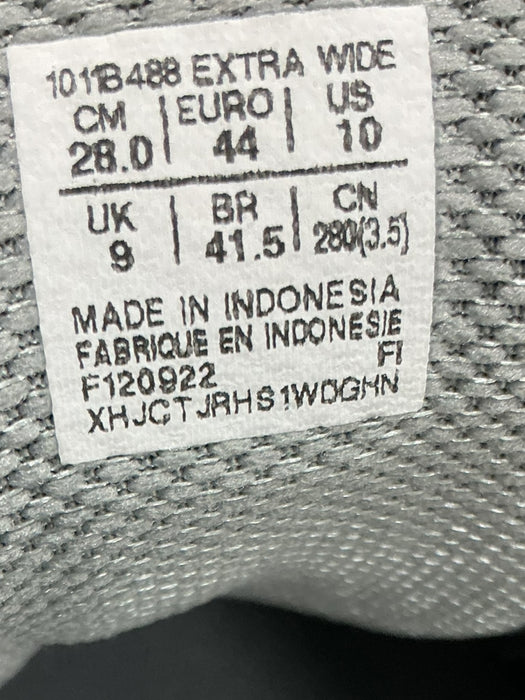 1011B488 EXTRA WIDE
CM | EURO | US
28.0 | 44 | 10
UK | BR | CN
9 | 41.5 | 280(3.5)
MADE IN INDONESIA
FABRIQUE EN INDONESIE
FI
F120922
XHJCTJRHS1WDGHN